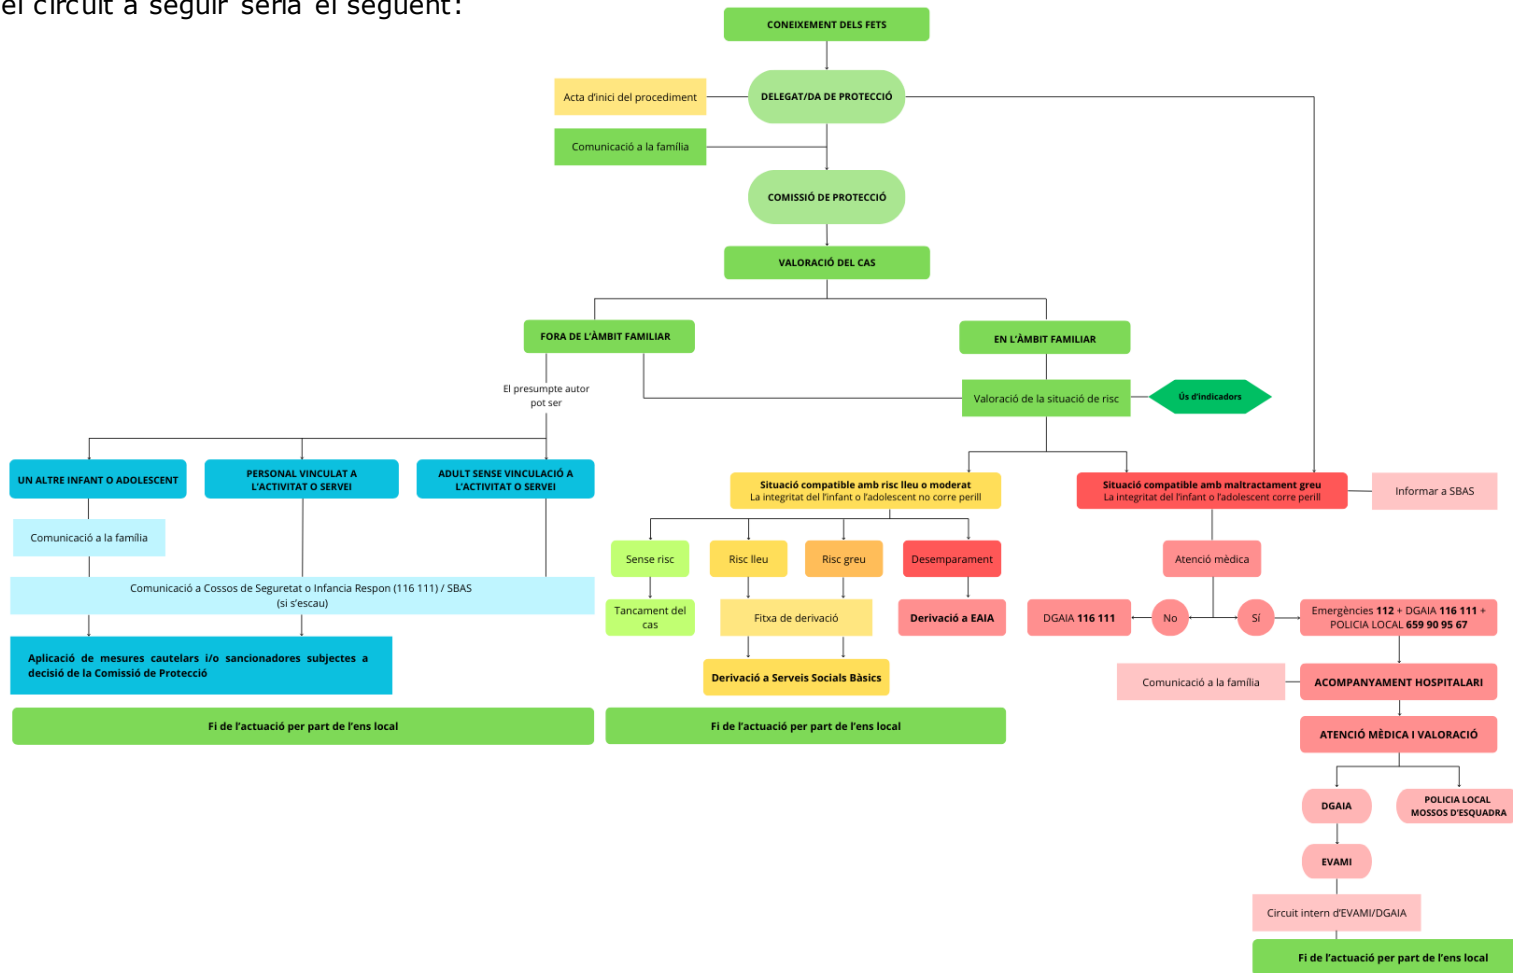 el circuit a seguir seria el següent:
CONEIXEMENT DELS FETS
Acta d'inici del procediment
DELEGAT/DA DE PROTECCIÓ
Comunicació a la família
COMISSIÓ DE PROTECCIÓ
VALORACIÓ DEL CAS
FORA DE L'ÀMBIT FAMILIAR
EN L'ÀMBIT FAMILIAR
El presumpte autor
pot ser
Valoració de la situació de risc
Ús d'indicadors
UN ALTRE INFANT O ADOLESCENT
PERSONAL VINCULAT A
L'ACTIVITAT O SERVEI
ADULT SENSE VINCULACIÓ A
L'ACTIVITAT O SERVEI
Situació compatible amb risc lleu o moderat
La integritat del l'infant o l'adolescent no corre perill
Situació compatible amb maltractament greu
La integritat del l'infant o l'adolescent corre perill
Informar a SBAS
Comunicació a la família
Sense risc
Risc lleu
Risc greu
Desemparament
Atenció mèdica
Comunicació a Cossos de Seguretat o Infancia Respon (116 111) / SBAS
(si s'escau)
Tancament del
cas
Fitxa de derivació
Derivació a EAIA
DGAIA 116 111
No
Sí
Emergències 112 + DGAIA 116 111 +
POLICIA LOCAL 659 90 95 67
Aplicació de mesures cautelars i/o sancionadores subjectes a
decisió de la Comissió de Protecció
Derivació a Serveis Socials Bàsics
Comunicació a la família
ACOMPANYAMENT HOSPITALARI
Fi de l'actuació per part de l'ens local
Fi de l'actuació per part de l'ens local
ATENCIÓ MÈDICA I VALORACIÓ
DGAIA
POLICIA LOCAL
MOSSOS D'ESQUADRA
EVAMI
Circuit intern d'EVAMI/DGAIA
Fi de l'actuació per part de l'ens local